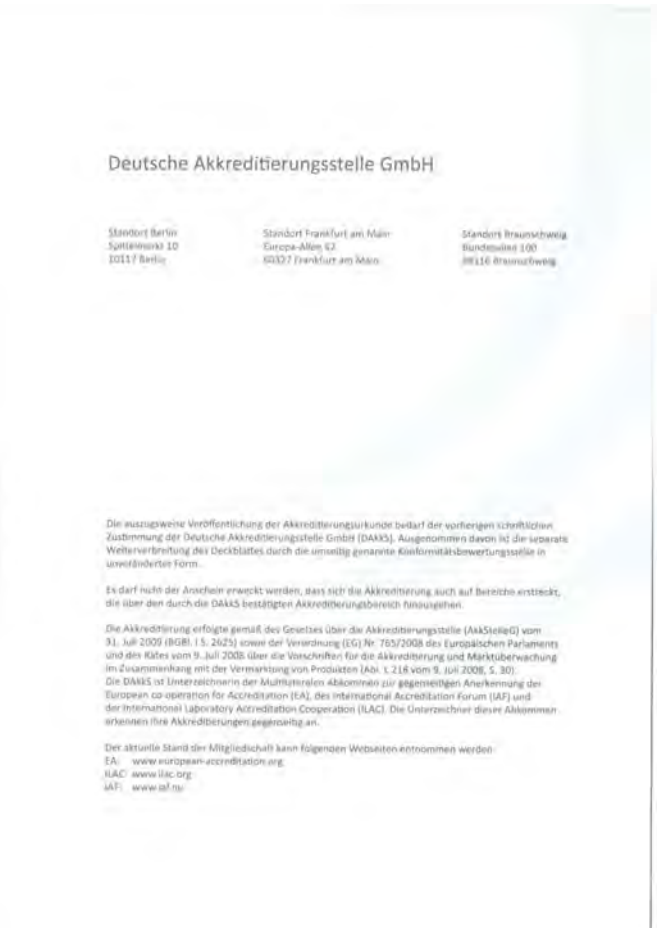 Deutsche Akkreditierungsstelle GmbH
Standort Berlin
Spittelmarkt 10
10117 Berlin
Standort Frankfurt am Main
Europa-Allee 52
60327 Frankfurt am Main
Standort Braunschweig
Bundesallee 100
38116 Braunschweig
Die auszugsweise Veröffentlichung der Akkreditierungsurkunde bedarf der vorherigen schriftlichen
Zustimmung der Deutsche Akkreditierungsstelle GmbH (DAkkS). Ausgenommen davon ist die separate
Weiterverbreitung des Deckblattes durch die umseitig genannte Konformitätsbewertungsstelle in
unveränderter Form.
Es darf nicht der Anschein erweckt werden, dass sich die Akkreditierung auch auf Bereiche erstreckt,
die über den durch die DAkkS bestätigten Akkreditierungsbereich hinausgehen.
Die Akkreditierung erfolgte gemäß des Gesetzes über die Akkreditierungsstelle (AkkStelleG) vom
31. Juli 2009 (BGBl. I S. 2625) sowie der Verordnung (EG) Nr. 765/2008 des Europäischen Parlaments
und des Rates vom 9. Juli 2008 über die Vorschriften für die Akkreditierung und Marktüberwachung
im Zusammenhang mit der Vermarktung von Produkten (Abl. L 218 vom 9. Juli 2008, S. 30).
Die DAkkS ist Unterzeichnerin der Multilateralen Abkommen zur gegenseitigen Anerkennung der
European co-operation for Accreditation (EA), des International Accreditation Forum (IAF) und
der International Laboratory Accreditation Cooperation (ILAC). Die Unterzeichner dieser Abkommen
erkennen ihre Akkreditierungen gegenseitig an.
Der aktuelle Stand der Mitgliedschaft kann folgenden Webseiten entnommen werden:
EA: www.european-accreditation.org
ILAC: www.ilac.org
IAF: www.iaf.nu